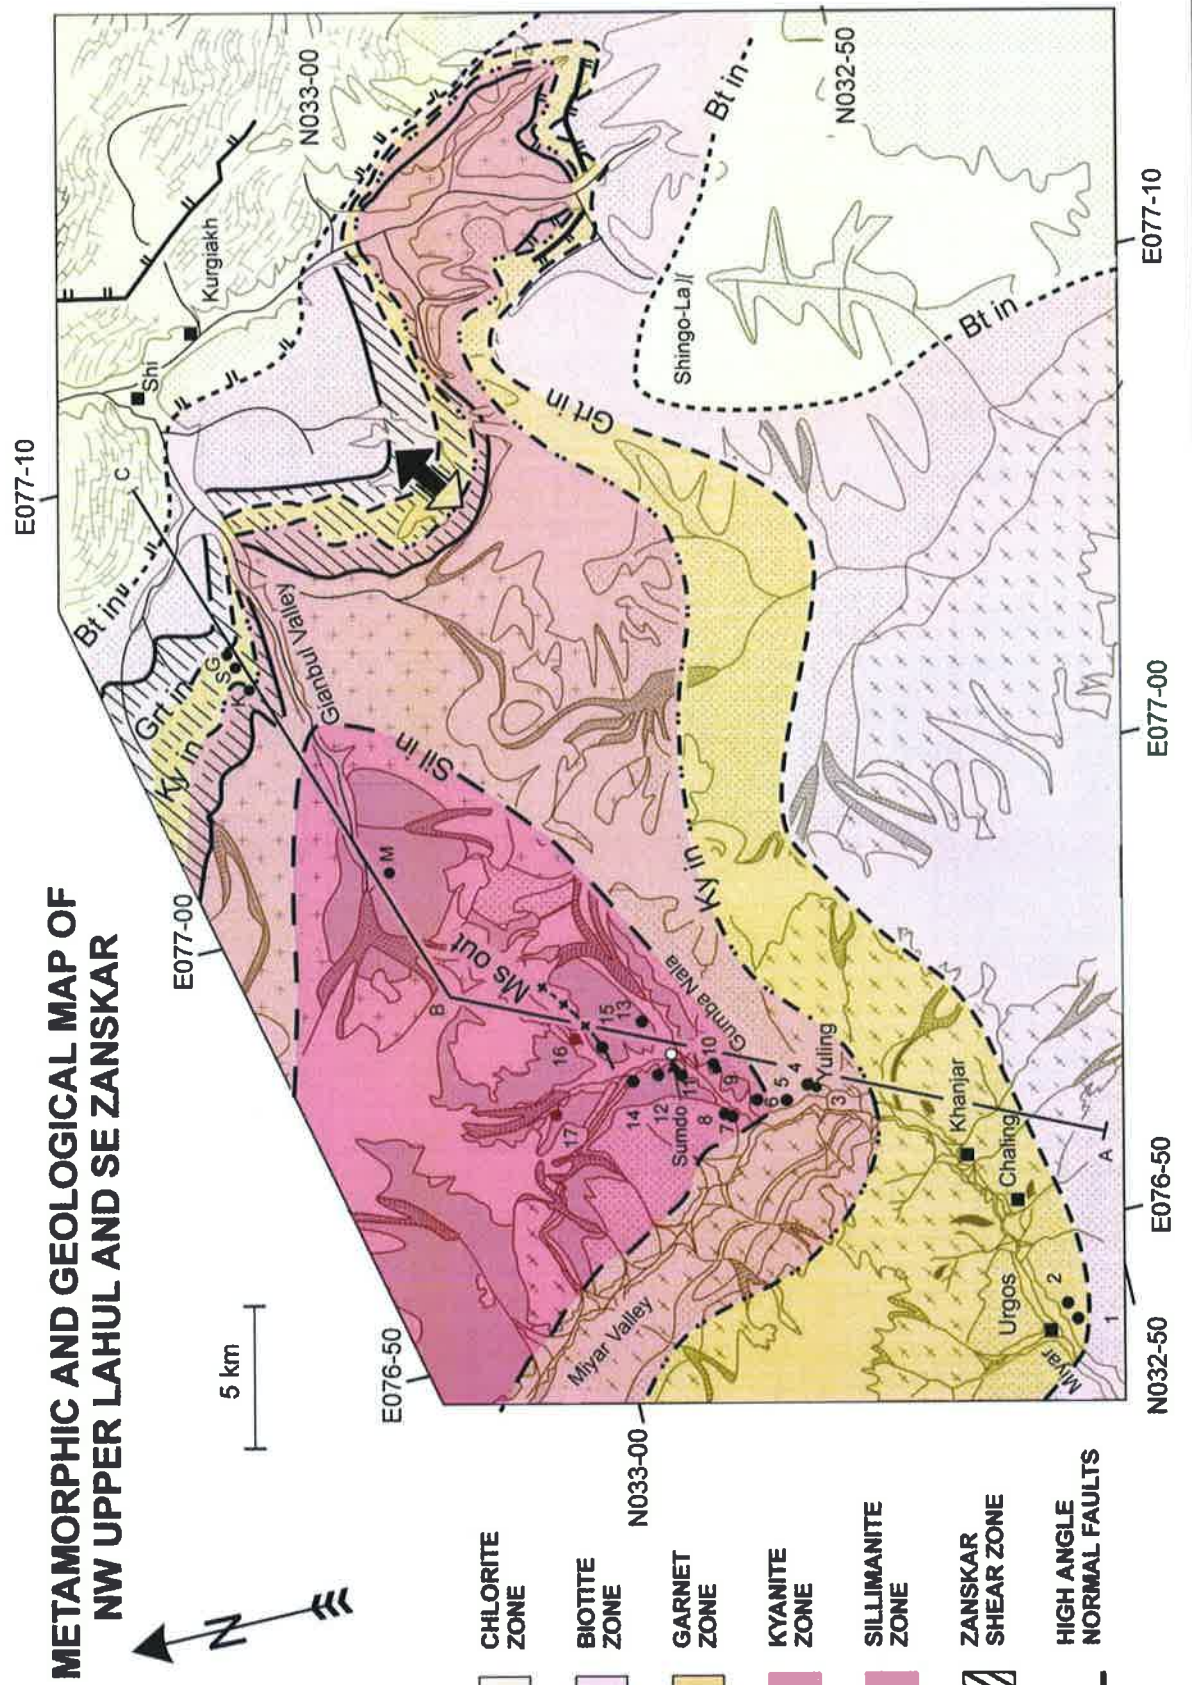 METAMORPHIC AND GEOLOGICAL MAP OF
NW UPPER LAHUL AND SE ZANSKAR
N
5 km
E076-50
E077-00
E077-10
N033-00
N033-00
N032-50
N032-50
E076-50
E077-00
E077-10
CHLORITE
ZONE
BIOTITE
ZONE
GARNET
ZONE
KYANITE
ZONE
SILLIMANITE
ZONE
ZANSKAR
SHEAR ZONE
HIGH ANGLE
NORMAL FAULTS
Bt in
Grt in
Ky in
Sil in
Ms out
Ky in
Grt in
Bt in
Bt in
C
Shi
Kurgiakh
SG
K
Gianbul Valley
M
B
Shingo-La
Gumba Nala
Sumdo
Yuling
Khanjar
Chaling
Urgos
Miyar
Miyar Valley
A
1
2
3
4
5
6
7
8
9
10
11
12
13
14
15
16
17